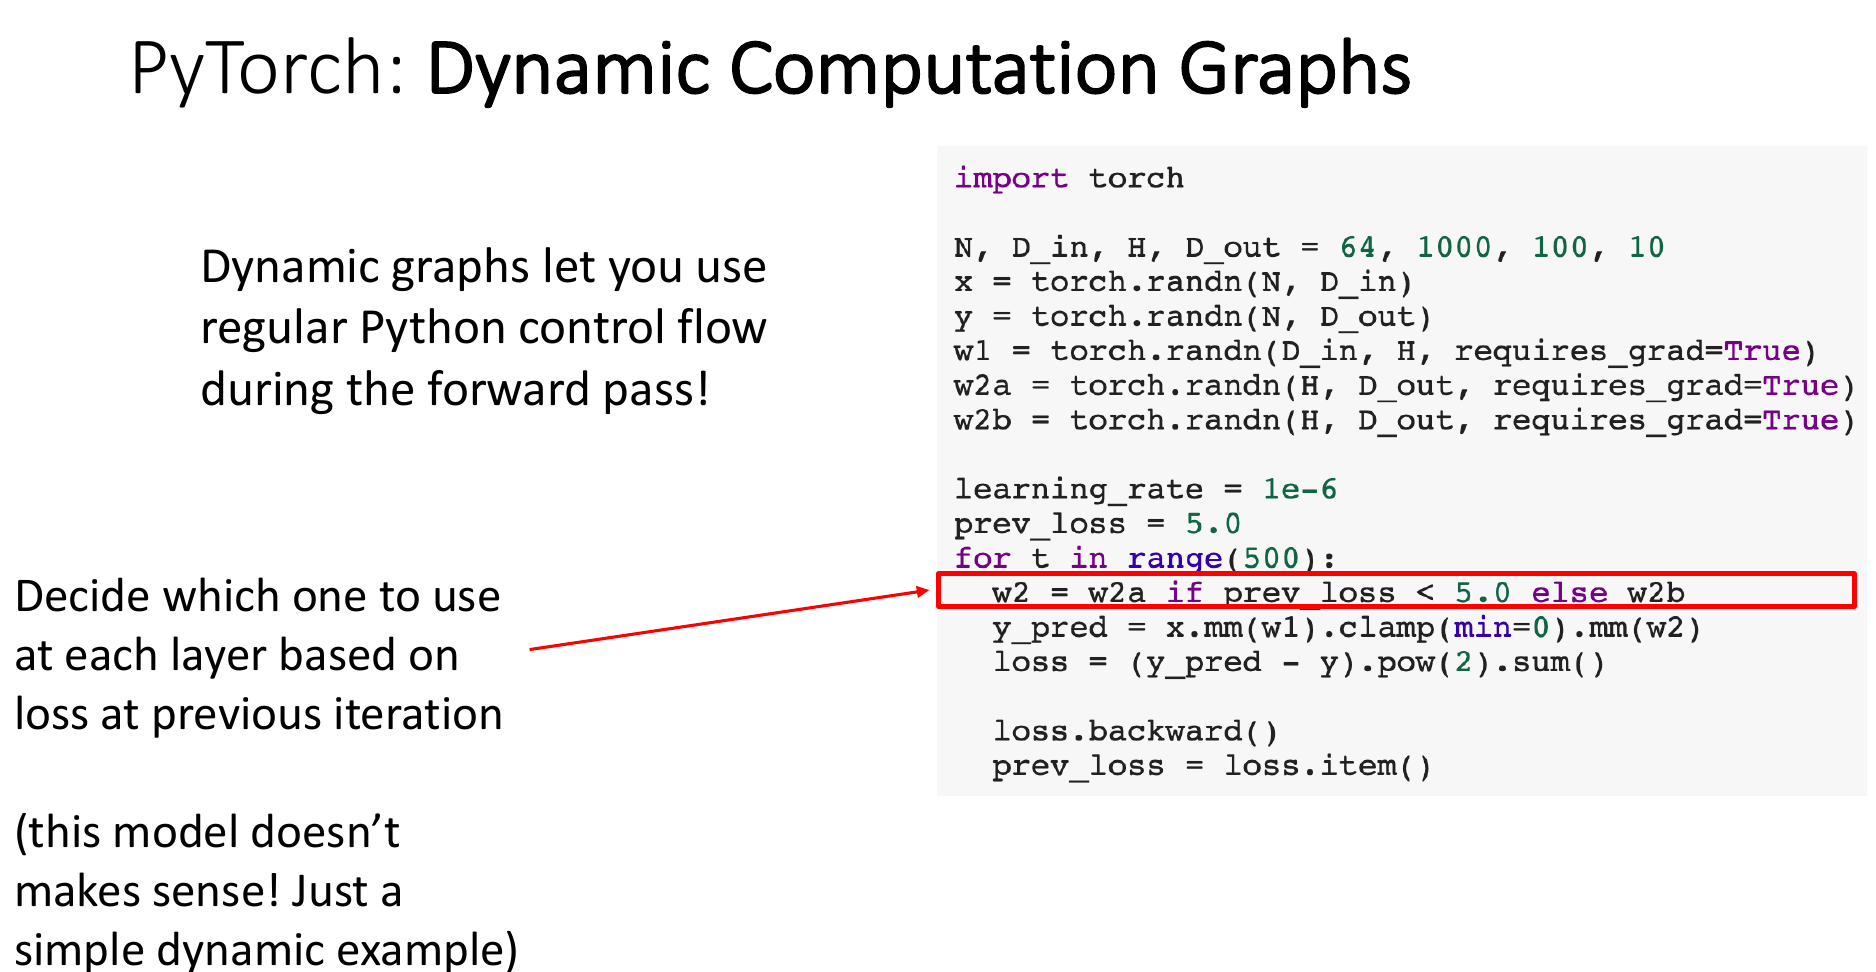 PyTorch: Dynamic Computation Graphs
Dynamic graphs let you use
regular Python control flow
during the forward pass!
Decide which one to use
at each layer based on
loss at previous iteration
(this model doesn’t
makes sense! Just a
simple dynamic example)
import torch
N, D_in, H, D_out = 64, 1000, 100, 10
x = torch.randn(N, D_in)
y = torch.randn(N, D_out)
w1 = torch.randn(D_in, H, requires_grad=True)
w2a = torch.randn(H, D_out, requires_grad=True)
w2b = torch.randn(H, D_out, requires_grad=True)
learning_rate = 1e-6
prev_loss = 5.0
for t in range(500):
  w2 = w2a if prev_loss < 5.0 else w2b
  y_pred = x.mm(w1).clamp(min=0).mm(w2)
  loss = (y_pred - y).pow(2).sum()
  loss.backward()
  prev_loss = loss.item()